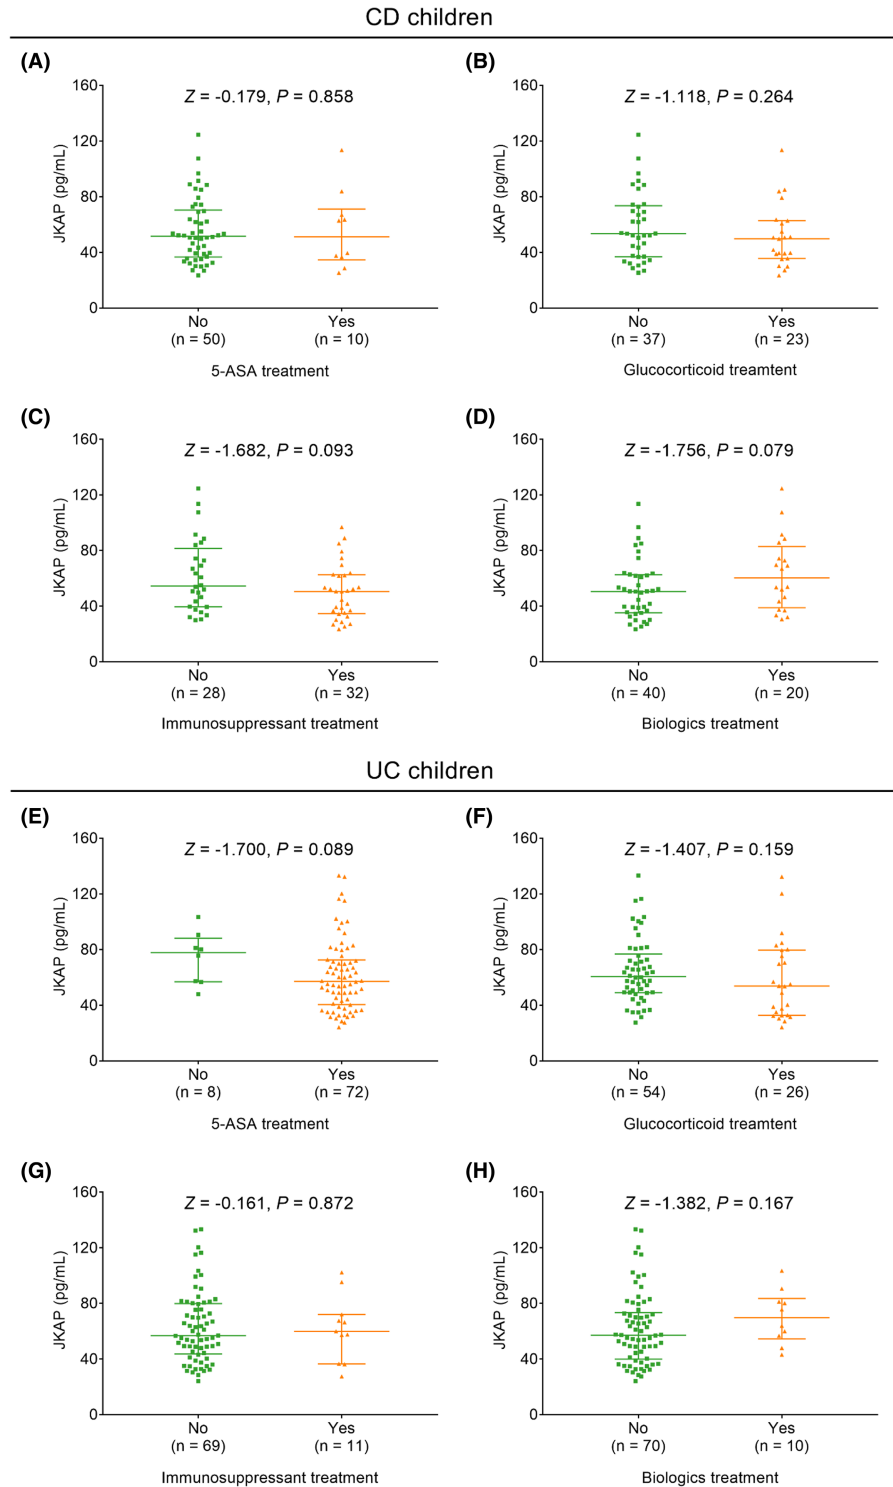 CD children
(A)
Z = -0.179, P = 0.858
JKAP (pg/mL)
160
120
80
40
0
No
(n = 50)
Yes
(n = 10)
5-ASA treatment
(B)
Z = -1.118, P = 0.264
JKAP (pg/mL)
160
120
80
40
0
No
(n = 37)
Yes
(n = 23)
Glucocorticoid treamtent
(C)
Z = -1.682, P = 0.093
JKAP (pg/mL)
160
120
80
40
0
No
(n = 28)
Yes
(n = 32)
Immunosuppressant treatment
(D)
Z = -1.756, P = 0.079
JKAP (pg/mL)
160
120
80
40
0
No
(n = 40)
Yes
(n = 20)
Biologics treatment
UC children
(E)
Z = -1.700, P = 0.089
JKAP (pg/mL)
160
120
80
40
0
No
(n = 8)
Yes
(n = 72)
5-ASA treatment
(F)
Z = -1.407, P = 0.159
JKAP (pg/mL)
160
120
80
40
0
No
(n = 54)
Yes
(n = 26)
Glucocorticoid treamtent
(G)
Z = -0.161, P = 0.872
JKAP (pg/mL)
160
120
80
40
0
No
(n = 69)
Yes
(n = 11)
Immunosuppressant treatment
(H)
Z = -1.382, P = 0.167
JKAP (pg/mL)
160
120
80
40
0
No
(n = 70)
Yes
(n = 10)
Biologics treatment